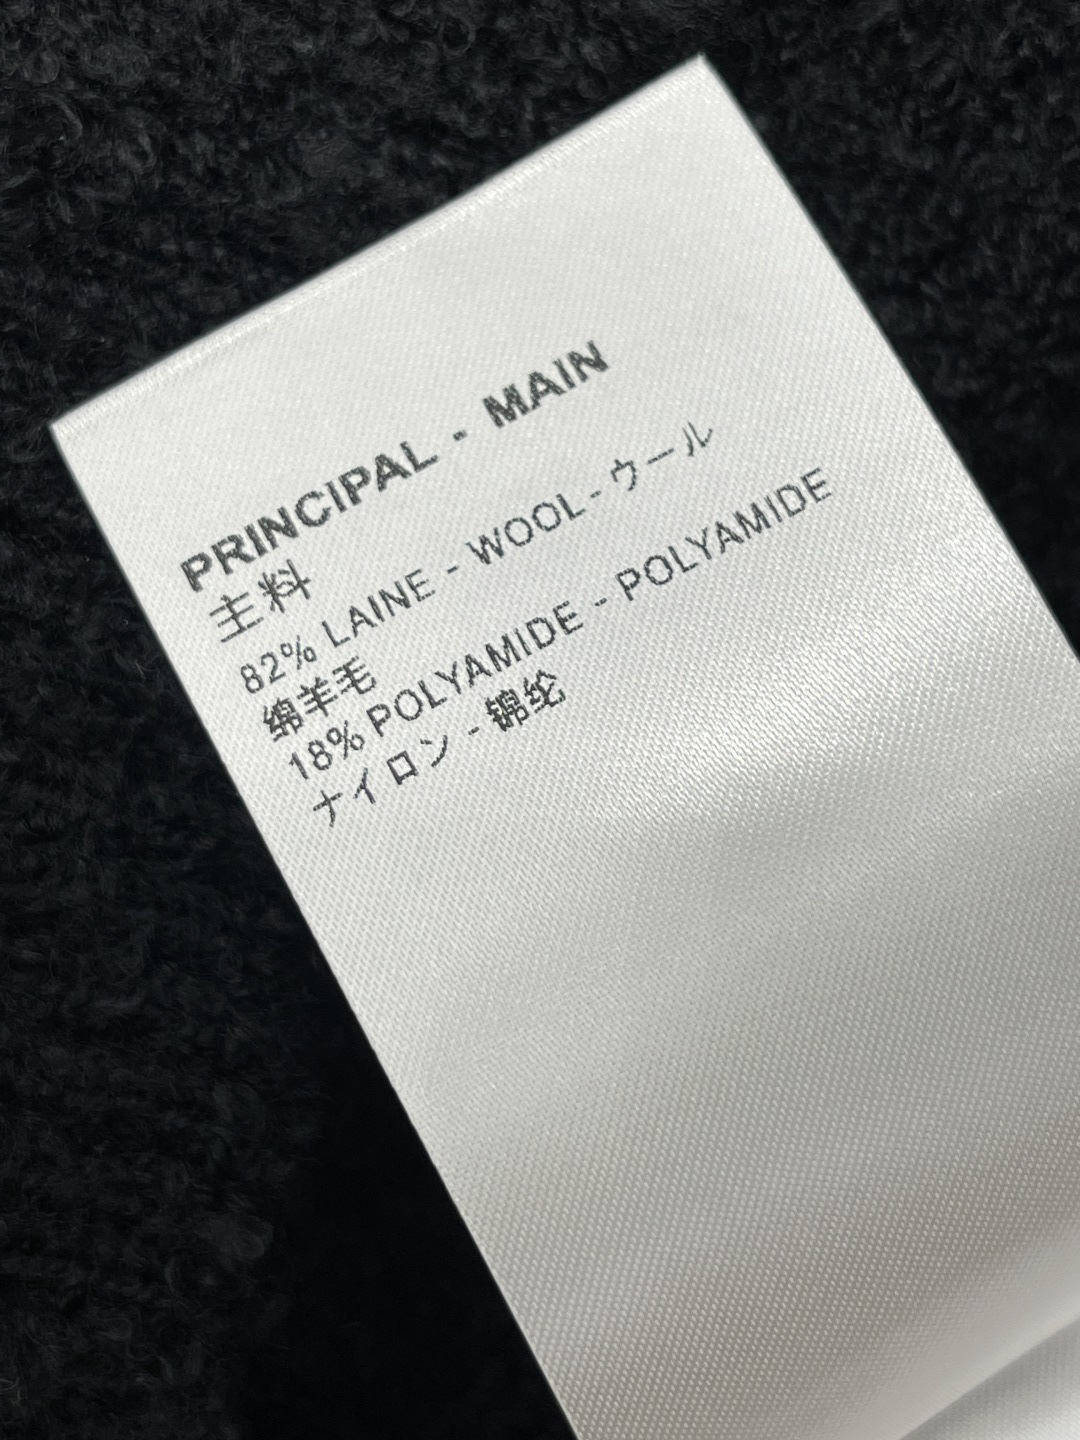 PRINCIPAL - MAIN
主料
82% LAINE - WOOL - ウール
绵羊毛
18% POLYAMIDE - POLYAMIDE
ナイロン - 锦纶